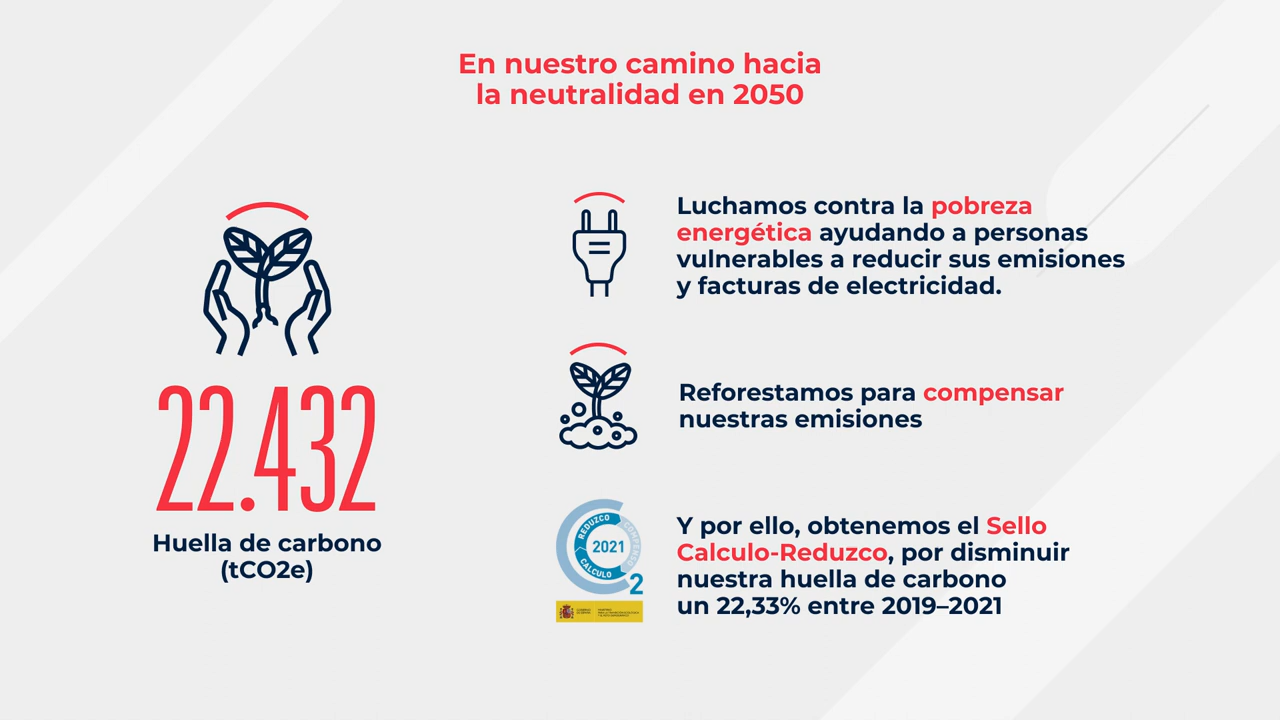 En nuestro camino hacia
la neutralidad en 2050
22.432
Huella de carbono
(tCO2e)
Luchamos contra la pobreza
energética ayudando a personas
vulnerables a reducir sus emisiones
y facturas de electricidad.
Reforestamos para compensar
nuestras emisiones
REDUZCO
COMPENSO
2021
CALCULO
2
Y por ello, obtenemos el Sello
Calculo-Reduzco, por disminuir
nuestra huella de carbono
un 22,33% entre 2019–2021